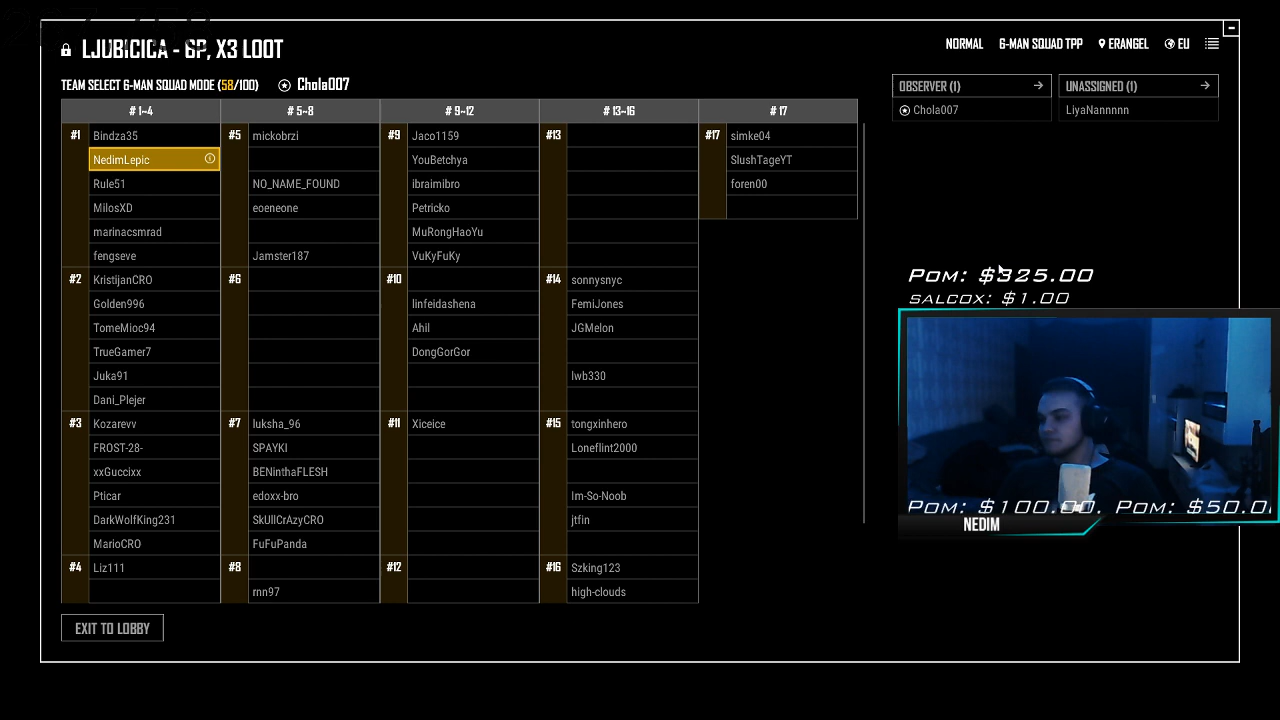 LJUBICICA - 6P, X3 LOOT
NORMAL 6-MAN SQUAD TPP ERANGEL EU
TEAM SELECT 6-MAN SQUAD MODE (58/100) Chola007
OBSERVER (1)
Chola007
UNASSIGNED (1)
LiyaNannnnn
# 1~4
#1
Bindza35
NedimLepic
Rule51
MilosXD
marinacsmrad
fengseve
#2
KristijanCRO
Golden996
TomeMioc94
TrueGamer7
Juka91
Dani_Plejer
#3
Kozarevv
FROST-28-
xxGuccixx
Pticar
DarkWolfKing231
MarioCRO
#4
Liz111
# 5~8
#5
mickobrzi
NO_NAME_FOUND
eoeneone
Jamster187
#6
#7
luksha_96
SPAYKI
BENinthaFLESH
edoxx-bro
SkUllCrAzyCRO
FuFuPanda
#8
rnn97
# 9~12
#9
Jaco1159
YouBetchya
ibraimibro
Petricko
MuRongHaoYu
VuKyFuKy
#10
linfeidashena
Ahil
DongGorGor
#11
Xiceice
#12
# 13~16
#13
#14
sonnysnyc
FemiJones
JGMelon
lwb330
#15
tongxinhero
Loneflint2000
Im-So-Noob
jtfin
#16
Szking123
high-clouds
# 17
#17
simke04
SlushTageYT
foren00
Pom: $325.00
salcox: $1.00
Pom: $100.00. Pom: $50.0
NEDIM
EXIT TO LOBBY